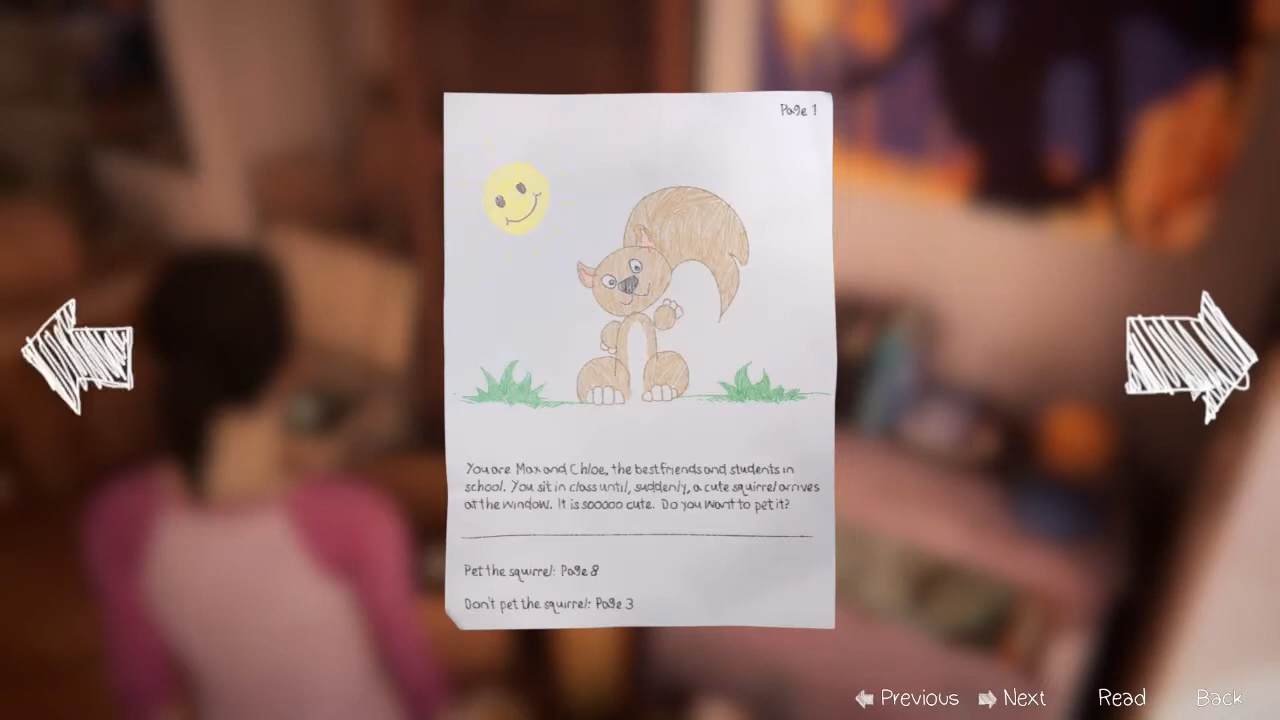 Page 1
You are Max and Chloe, the best friends and students in
school. You sit in class until, suddenly, a cute squirrel arrives
at the window. It is sooooo cute. Do you want to pet it?
Pet the squirrel: Page 8
Don't pet the squirrel: Page 3
Previous Next Read Back